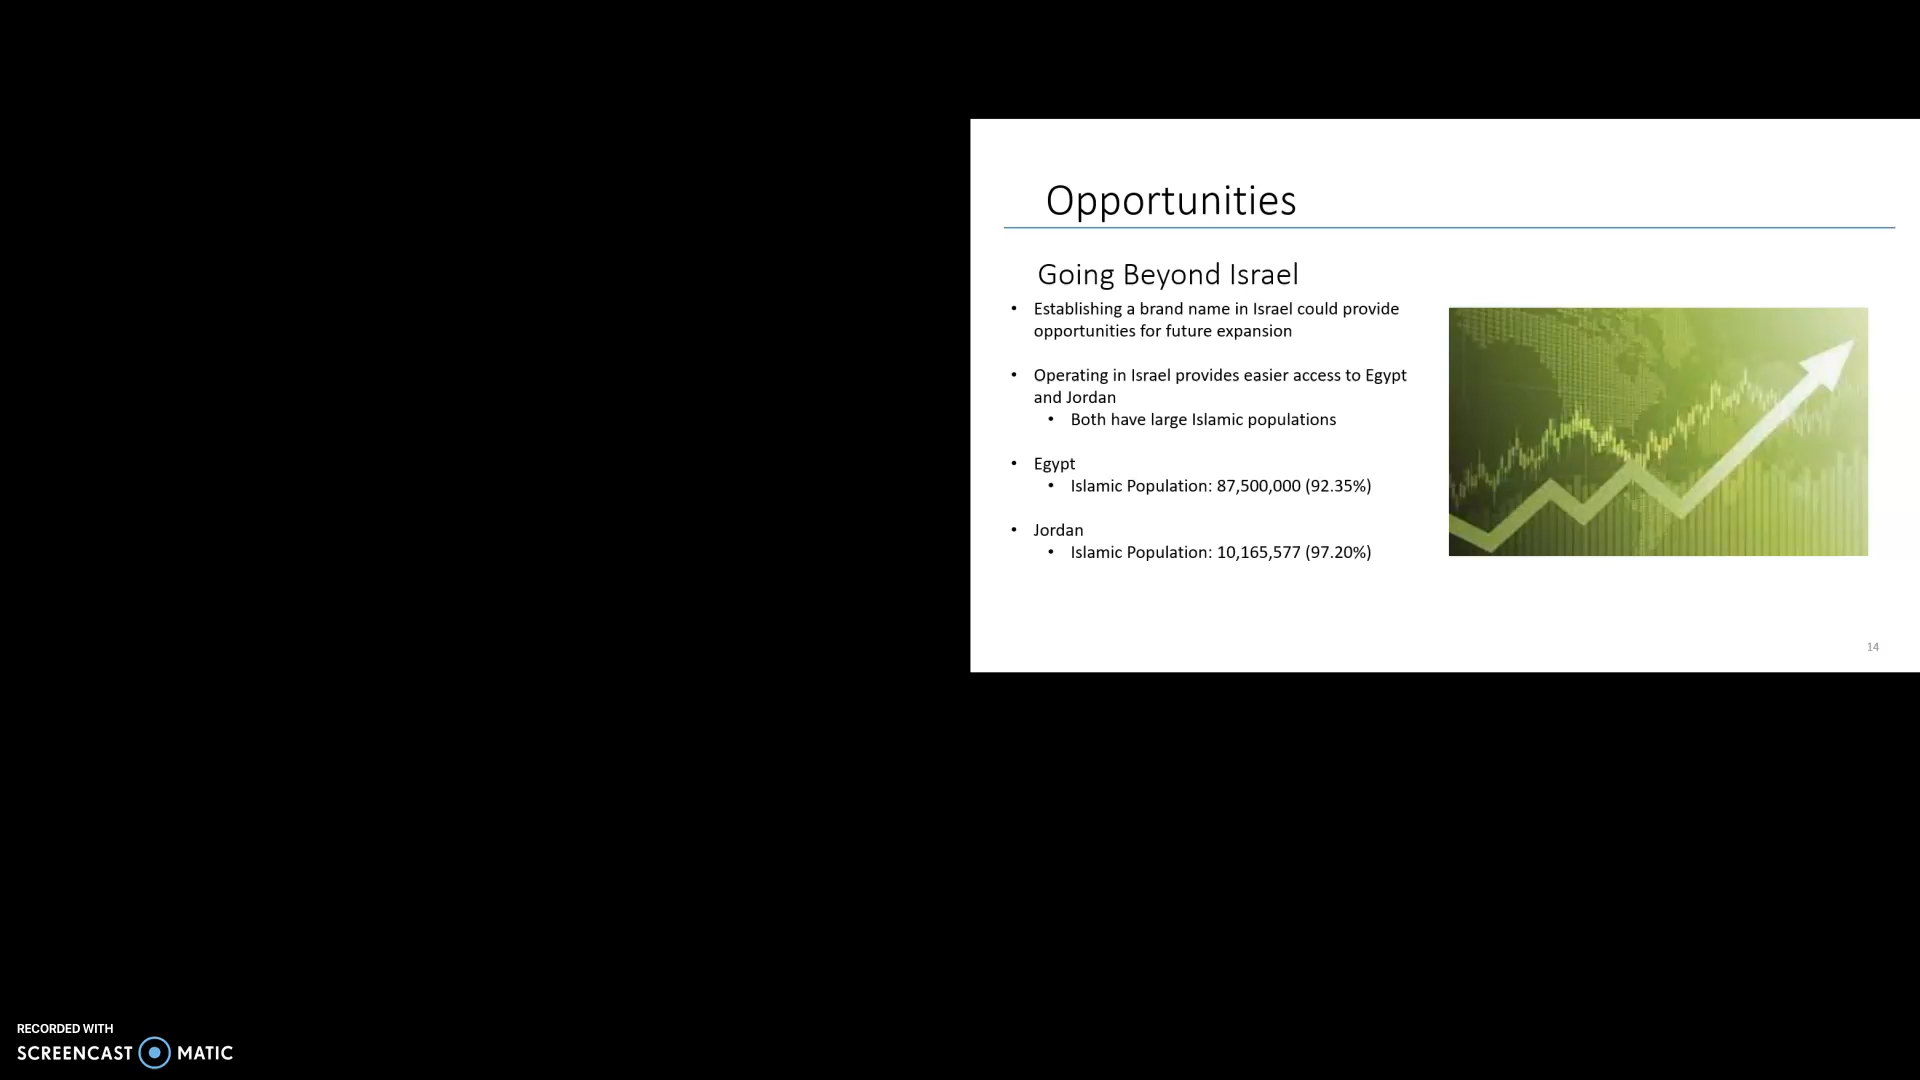 Opportunities
Going Beyond Israel
• Establishing a brand name in Israel could provide
opportunities for future expansion
• Operating in Israel provides easier access to Egypt
and Jordan
• Both have large Islamic populations
• Egypt
• Islamic Population: 87,500,000 (92.35%)
• Jordan
• Islamic Population: 10,165,577 (97.20%)
14
RECORDED WITH
SCREENCAST MATIC